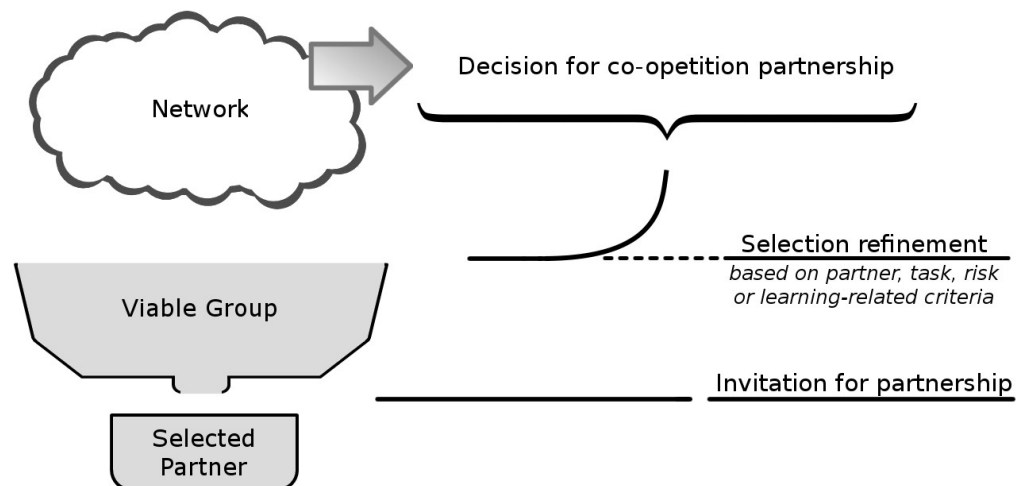 Network
Decision for co-opetition partnership
Selection refinement
based on partner, task, risk
or learning-related criteria
Viable Group
Invitation for partnership
Selected
Partner